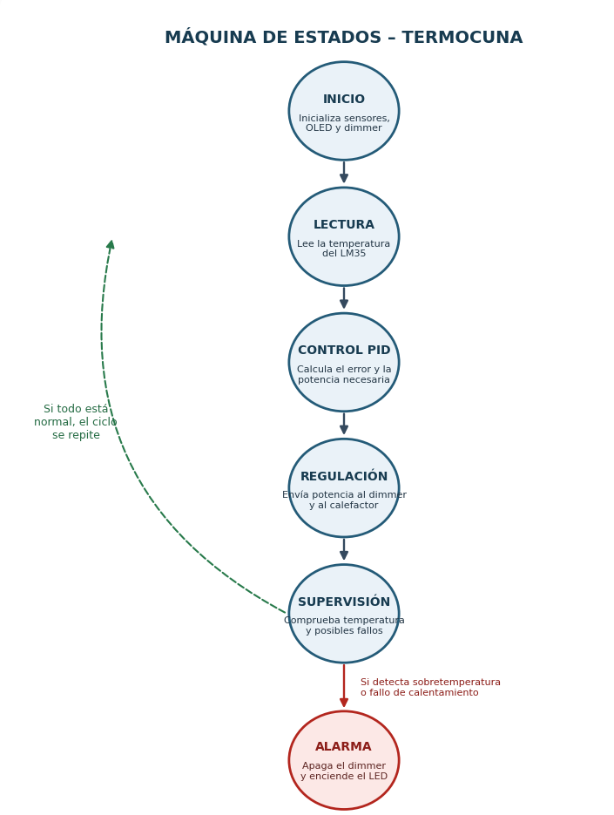 MÁQUINA DE ESTADOS – TERMOCUNA
INICIO
Inicializa sensores,
OLED y dimmer
LECTURA
Lee la temperatura
del LM35
CONTROL PID
Calcula el error y la
potencia necesaria
Si todo está
normal, el ciclo
se repite
REGULACIÓN
Envía potencia al dimmer
y al calefactor
SUPERVISIÓN
Comprueba temperatura
y posibles fallos
Si detecta sobretemperatura
o fallo de calentamiento
ALARMA
Apaga el dimmer
y enciende el LED